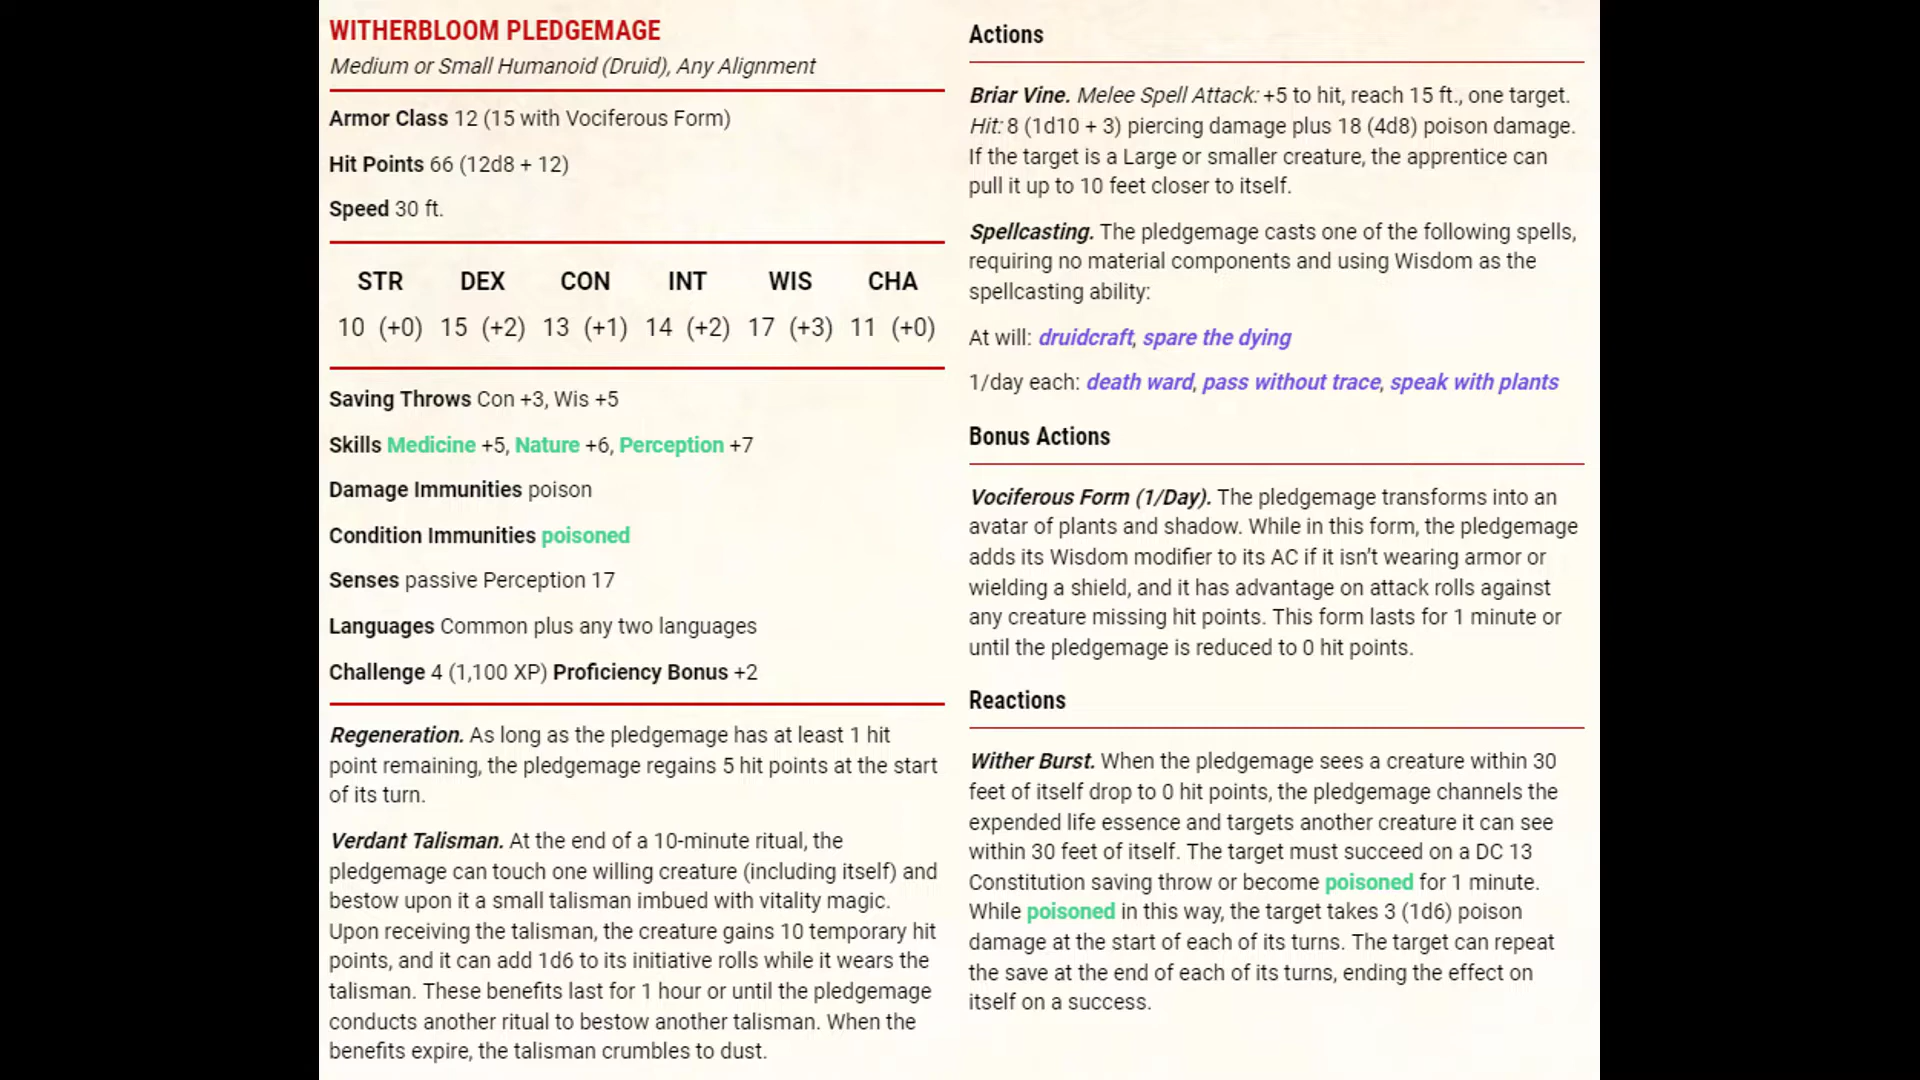 WITHERBLOOM PLEDGEMAGE
Medium or Small Humanoid (Druid), Any Alignment
Armor Class 12 (15 with Vociferous Form)
Hit Points 66 (12d8 + 12)
Speed 30 ft.
STR DEX CON INT WIS CHA
10 (+0) 15 (+2) 13 (+1) 14 (+2) 17 (+3) 11 (+0)
Saving Throws Con +3, Wis +5
Skills Medicine +5, Nature +6, Perception +7
Damage Immunities poison
Condition Immunities poisoned
Senses passive Perception 17
Languages Common plus any two languages
Challenge 4 (1,100 XP) Proficiency Bonus +2
Regeneration. As long as the pledgemage has at least 1 hit
point remaining, the pledgemage regains 5 hit points at the start
of its turn.
Verdant Talisman. At the end of a 10-minute ritual, the
pledgemage can touch one willing creature (including itself) and
bestow upon it a small talisman imbued with vitality magic.
Upon receiving the talisman, the creature gains 10 temporary hit
points, and it can add 1d6 to its initiative rolls while it wears the
talisman. These benefits last for 1 hour or until the pledgemage
conducts another ritual to bestow another talisman. When the
benefits expire, the talisman crumbles to dust.
Actions
Briar Vine. Melee Spell Attack: +5 to hit, reach 15 ft., one target.
Hit: 8 (1d10 + 3) piercing damage plus 18 (4d8) poison damage.
If the target is a Large or smaller creature, the apprentice can
pull it up to 10 feet closer to itself.
Spellcasting. The pledgemage casts one of the following spells,
requiring no material components and using Wisdom as the
spellcasting ability:
At will: druidcraft, spare the dying
1/day each: death ward, pass without trace, speak with plants
Bonus Actions
Vociferous Form (1/Day). The pledgemage transforms into an
avatar of plants and shadow. While in this form, the pledgemage
adds its Wisdom modifier to its AC if it isn't wearing armor or
wielding a shield, and it has advantage on attack rolls against
any creature missing hit points. This form lasts for 1 minute or
until the pledgemage is reduced to 0 hit points.
Reactions
Wither Burst. When the pledgemage sees a creature within 30
feet of itself drop to 0 hit points, the pledgemage channels the
expended life essence and targets another creature it can see
within 30 feet of itself. The target must succeed on a DC 13
Constitution saving throw or become poisoned for 1 minute.
While poisoned in this way, the target takes 3 (1d6) poison
damage at the start of each of its turns. The target can repeat
the save at the end of each of its turns, ending the effect on
itself on a success.